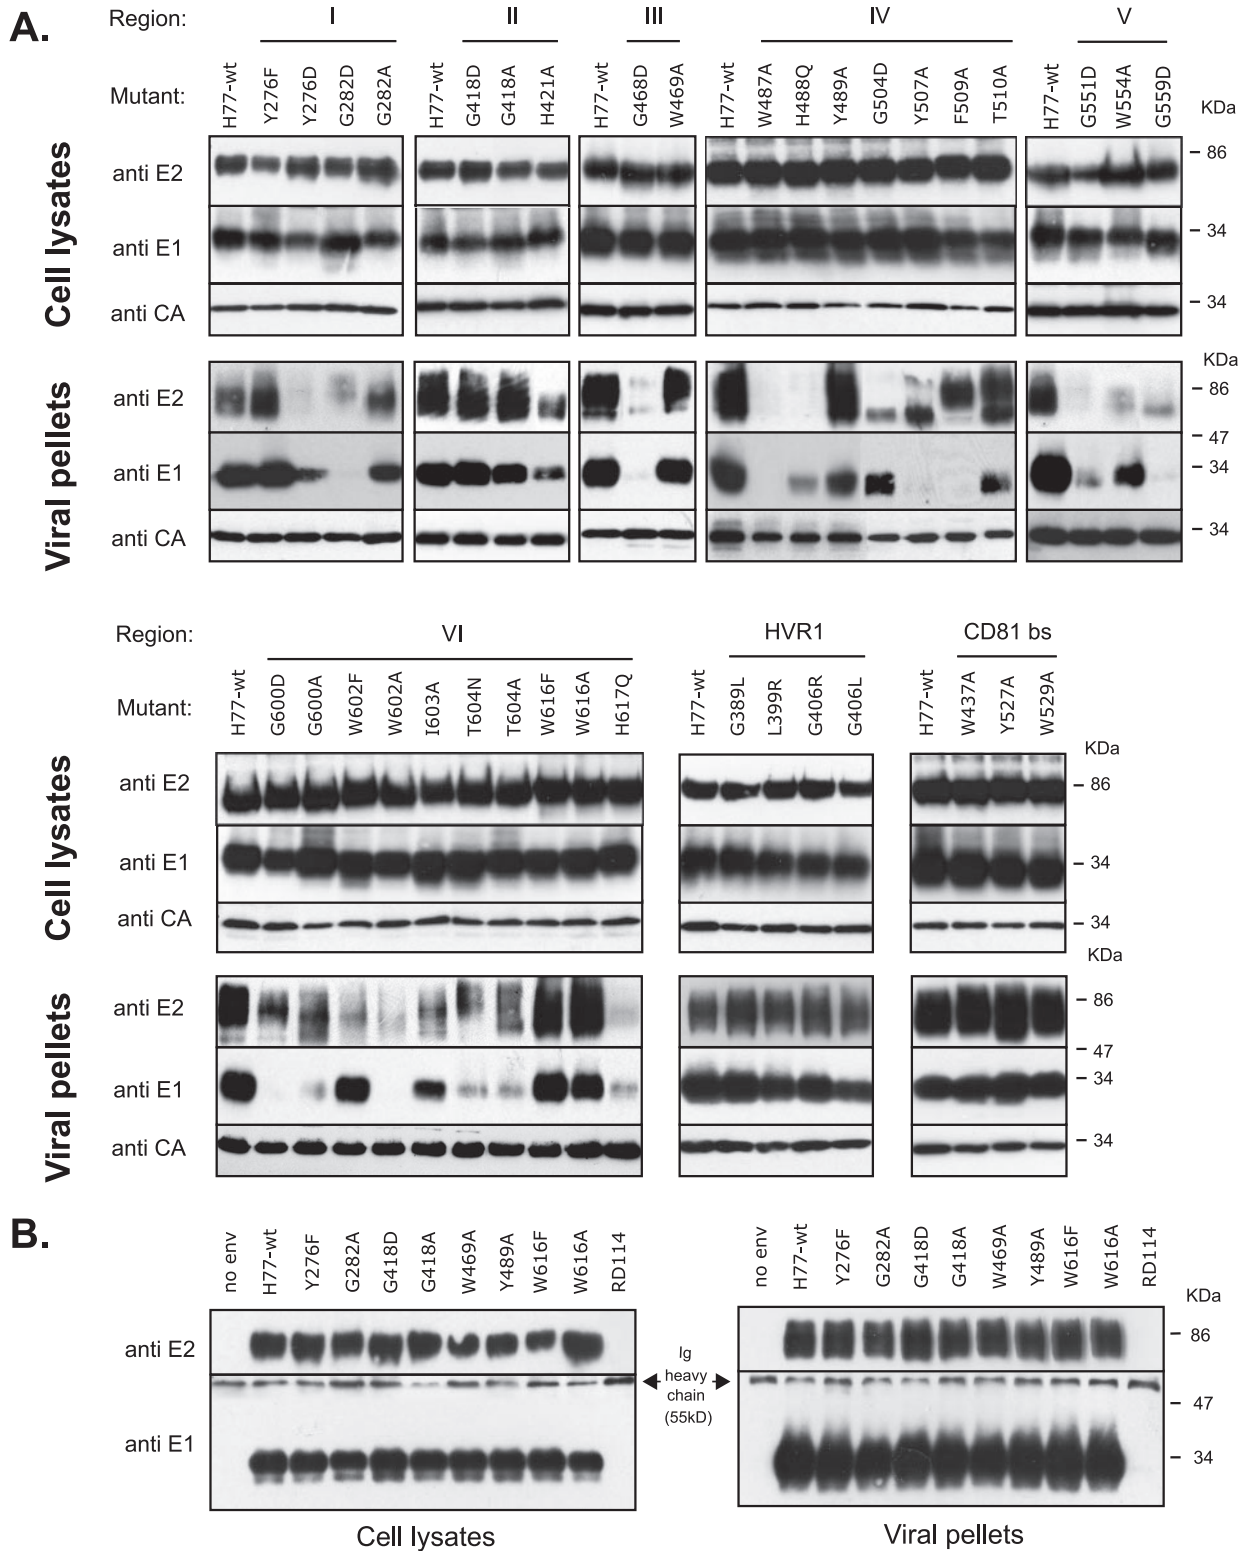 A.
Region: I II III IV V
Mutant: H77-wt Y276F Y276D G282D G282A H77-wt G418D G418A H421A H77-wt G468D W469A H77-wt W487A H488Q Y489A G504D Y507A F509A T510A H77-wt G551D W554A G559D
KDa
Cell lysates
anti E2 86
anti E1 34
anti CA 34
KDa
Viral pellets
anti E2 86
47
anti E1 34
anti CA 34
Region: VI HVR1 CD81 bs
Mutant: H77-wt G600D G600A W602F W602A I603A T604N T604A W616F W616A H617Q H77-wt G389L L399R G406R G406L H77-wt W437A Y527A W529A
KDa
Cell lysates
anti E2 86
anti E1 34
anti CA 34
KDa
Viral pellets
anti E2 86
47
anti E1 34
anti CA 34
B.
no env H77-wt Y276F G282A G418D G418A W469A Y489A W616F W616A RD114 no env H77-wt Y276F G282A G418D G418A W469A Y489A W616F W616A RD114
KDa
anti E2 86
Ig
heavy
chain
(55kD)
47
anti E1 34
Cell lysates Viral pellets